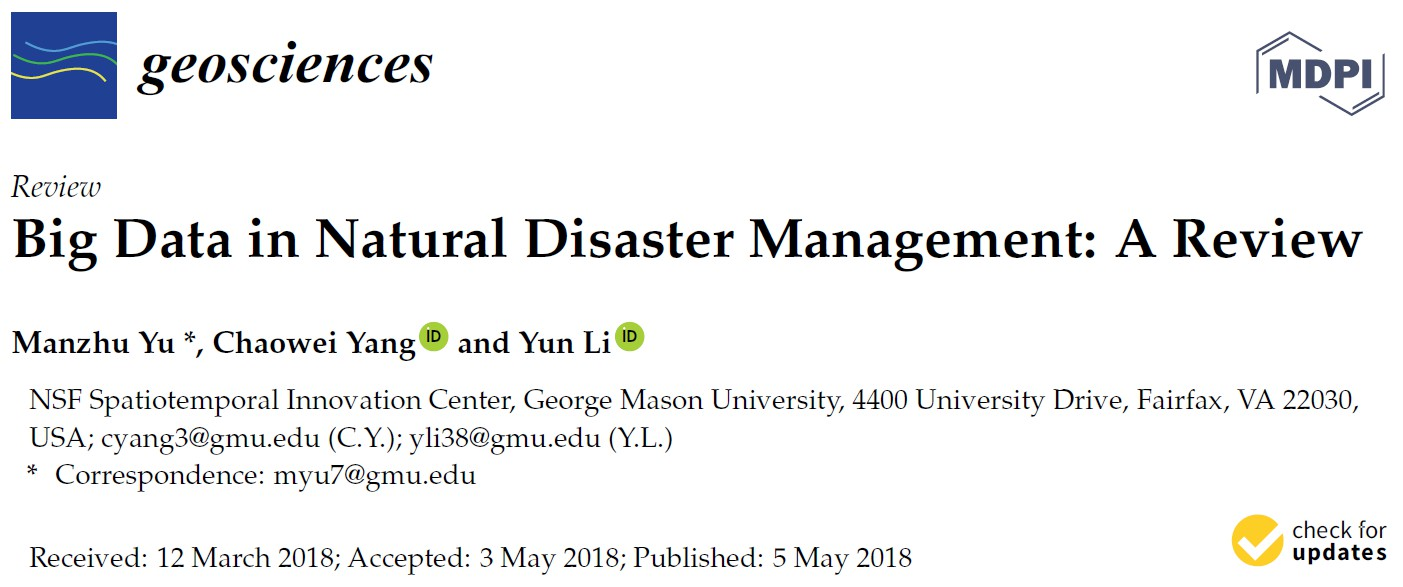 geosciences
MDPI
Review
Big Data in Natural Disaster Management: A Review
Manzhu Yu *, Chaowei Yang iD and Yun Li iD
NSF Spatiotemporal Innovation Center, George Mason University, 4400 University Drive, Fairfax, VA 22030,
USA; cyang3@gmu.edu (C.Y.); yli38@gmu.edu (Y.L.)
* Correspondence: myu7@gmu.edu
Received: 12 March 2018; Accepted: 3 May 2018; Published: 5 May 2018
check for
updates